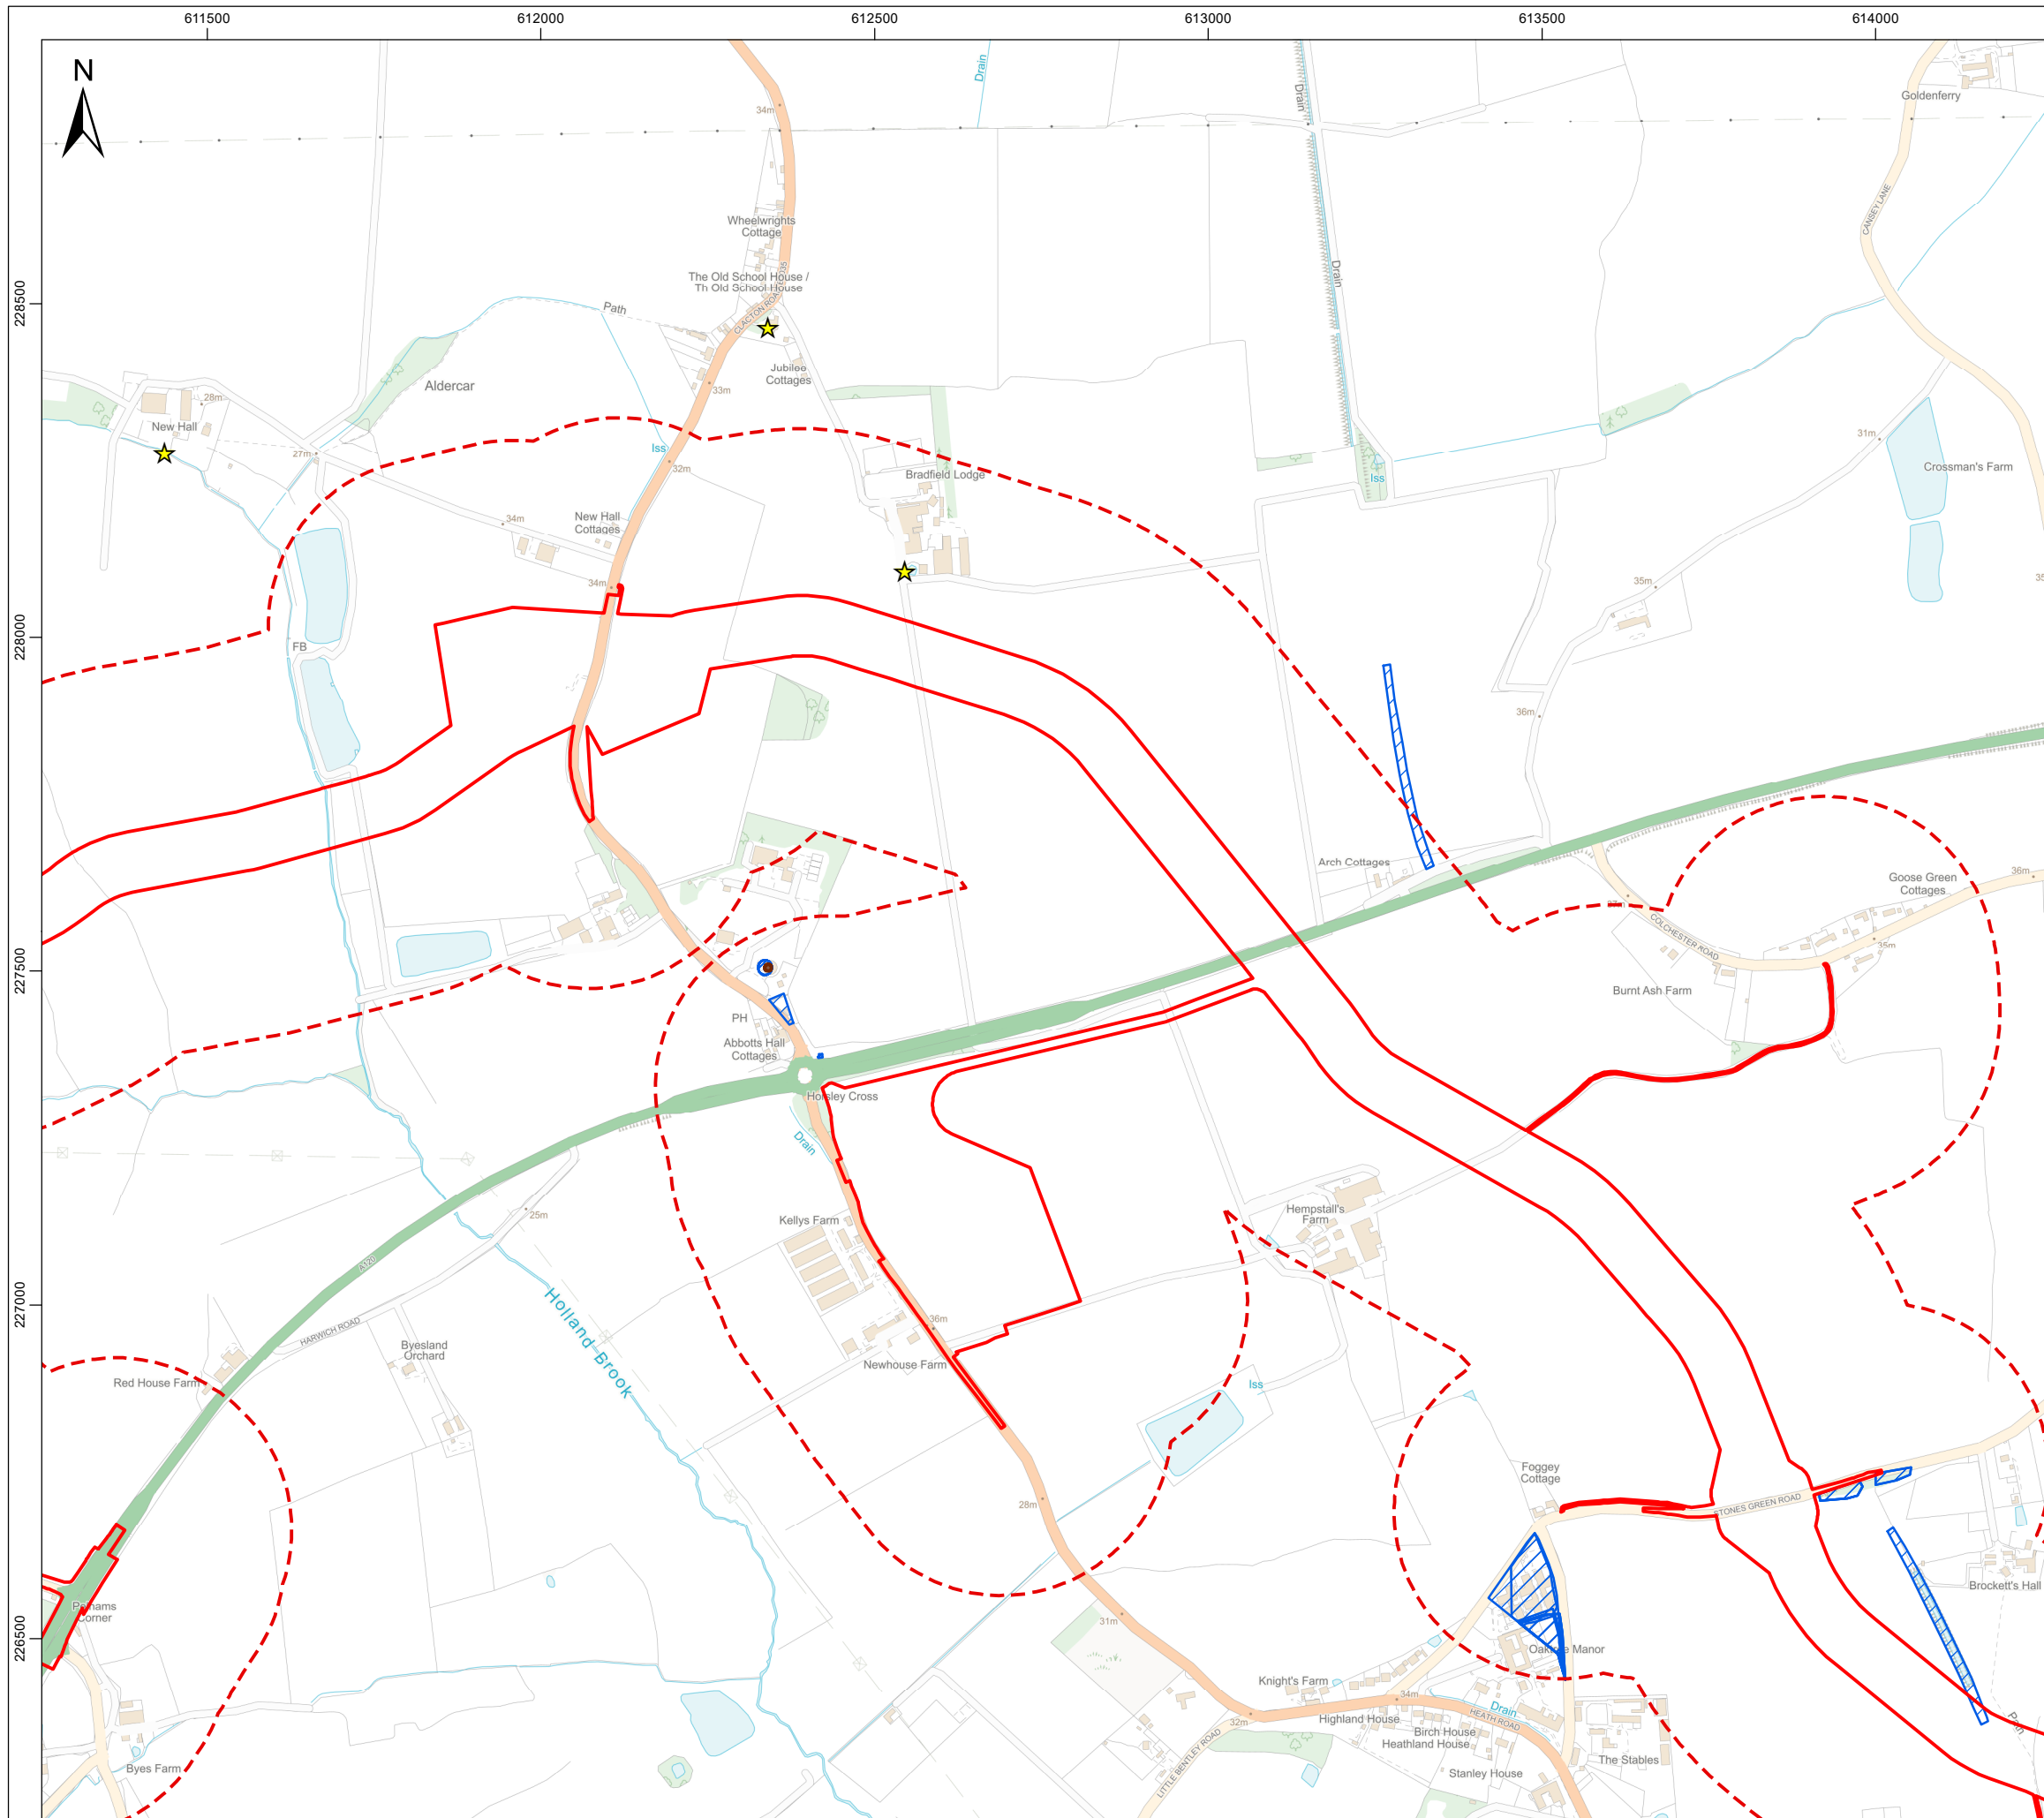 611500
612000
612500
613000
613500
614000
N
228500
228000
227500
227000
226500
34m
Drain
Drain
Drain
Goldenferry
CANSEY LANE
Wheelwrights
Cottage
The Old School House /
Th Old School House
CLACTON ROAD
Path
Jubilee
Cottages
33m
Aldercar
28m
New Hall
27m
Iss
32m
Bradfield Lodge
Iss
31m
Crossman's Farm
34m
New Hall
Cottages
34m
35m
FB
36m
Arch Cottages
Goose Green
Cottages
36m
COLCHESTER ROAD
35m
Burnt Ash Farm
PH
Abbotts Hall
Cottages
Horsley Cross
Drain
Hempstall's
Farm
Kellys Farm
25m
A120
HARWICH ROAD
Holland Brook
Byesland
Orchard
Red House Farm
36m
Newhouse Farm
Iss
28m
Foggey
Cottage
STONES GREEN ROAD
Brockett's Hall
Corner
31m
Manor
Knight's Farm
34m
Drain
HEATH ROAD
32m
Highland House
Birch House
Heathland House
The Stables
Stanley House
LITTLE BENTLEY ROAD
Path
Byes Farm